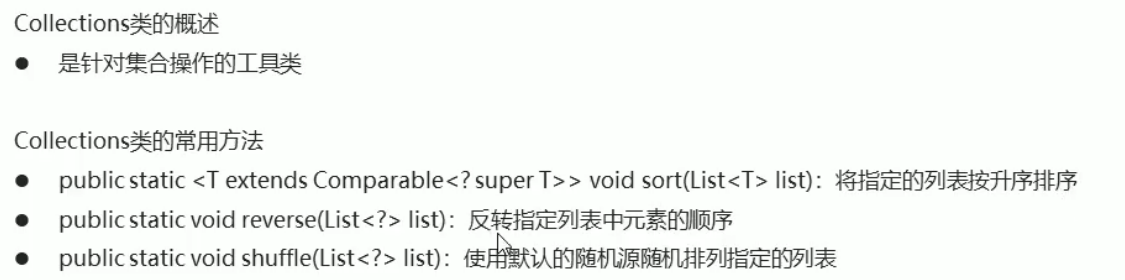 Collections类的概述
● 是针对集合操作的工具类
Collections类的常用方法
● public static <T extends Comparable<? super T>> void sort(List<T> list)：将指定的列表按升序排序
● public static void reverse(List<?> list)：反转指定列表中元素的顺序
● public static void shuffle(List<?> list)：使用默认的随机源随机排列指定的列表